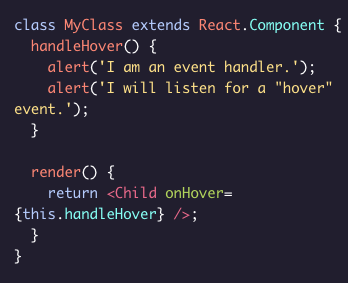 class MyClass extends React.Component {
  handleHover() {
    alert('I am an event handler.');
    alert('I will listen for a "hover"
event.');
  }

  render() {
    return <Child onHover=
{this.handleHover} />;
  }
}